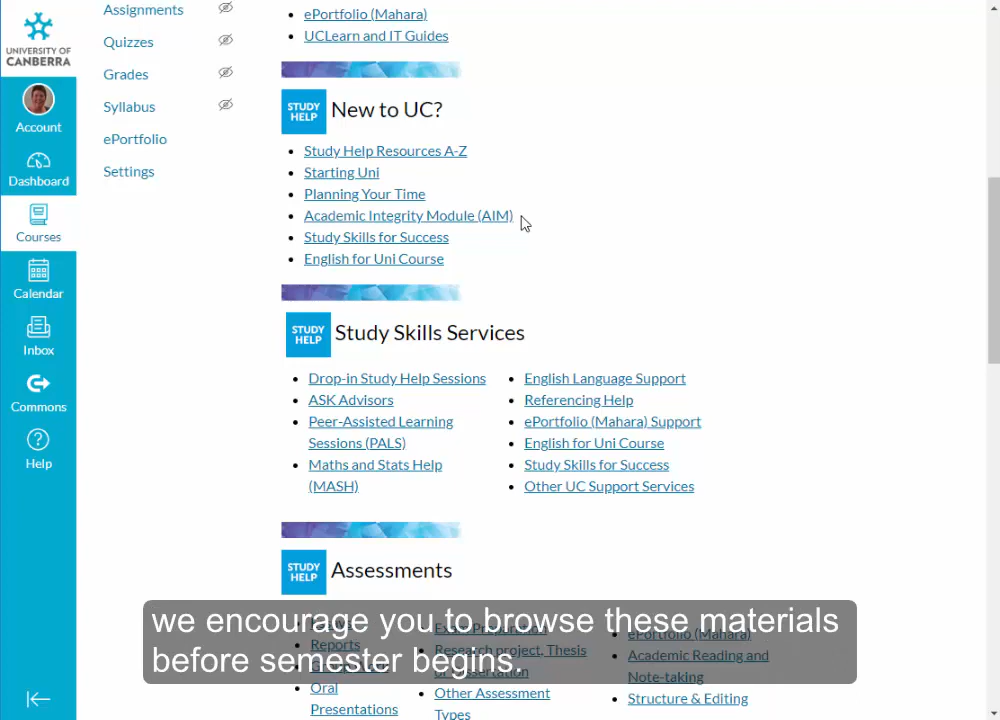 UNIVERSITY OF
CANBERRA
Account
Dashboard
Courses
Calendar
Inbox
Commons
Help
Assignments
Quizzes
Grades
Syllabus
ePortfolio
Settings
ePortfolio (Mahara)
UCLearn and IT Guides
STUDY
HELP
New to UC?
Study Help Resources A-Z
Starting Uni
Planning Your Time
Academic Integrity Module (AIM)
Study Skills for Success
English for Uni Course
STUDY
HELP
Study Skills Services
Drop-in Study Help Sessions
ASK Advisors
Peer-Assisted Learning
Sessions (PALS)
Maths and Stats Help
(MASH)
English Language Support
Referencing Help
ePortfolio (Mahara) Support
English for Uni Course
Study Skills for Success
Other UC Support Services
STUDY
HELP
Assessments
Reports
Oral
Presentations
Exam Preparation
Research project, Thesis
or Dissertation
Other Assessment
Types
ePortfolio (Mahara)
Academic Reading and
Note-taking
Structure & Editing
we encourage you to browse these materials
before semester begins.